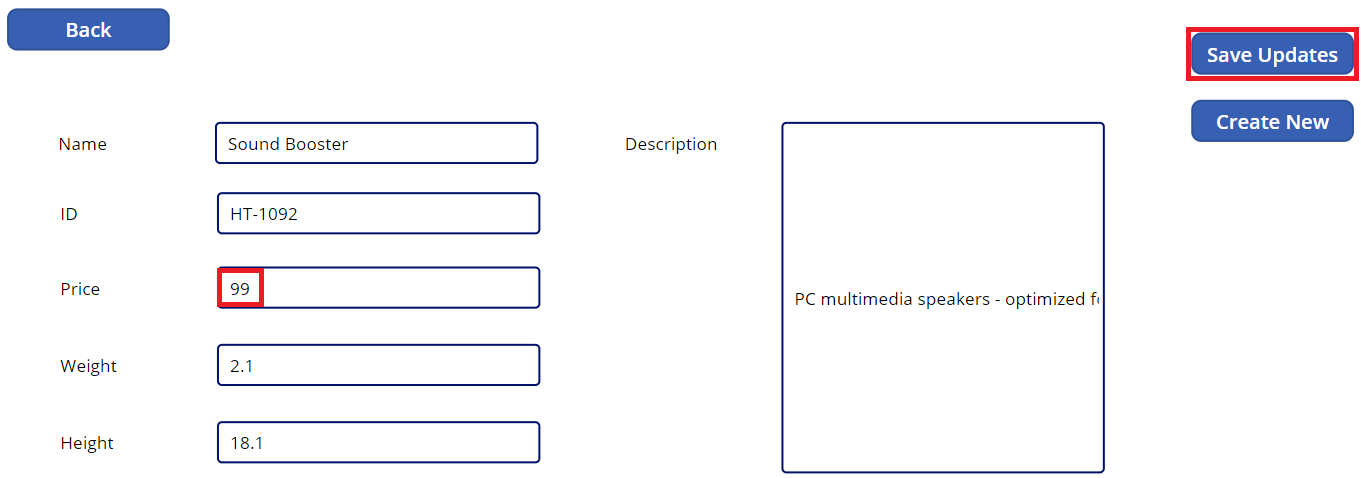 Back
Save Updates
Create New
Name
Sound Booster
Description
PC multimedia speakers - optimized
ID
HT-1092
Price
99
Weight
2.1
Height
18.1